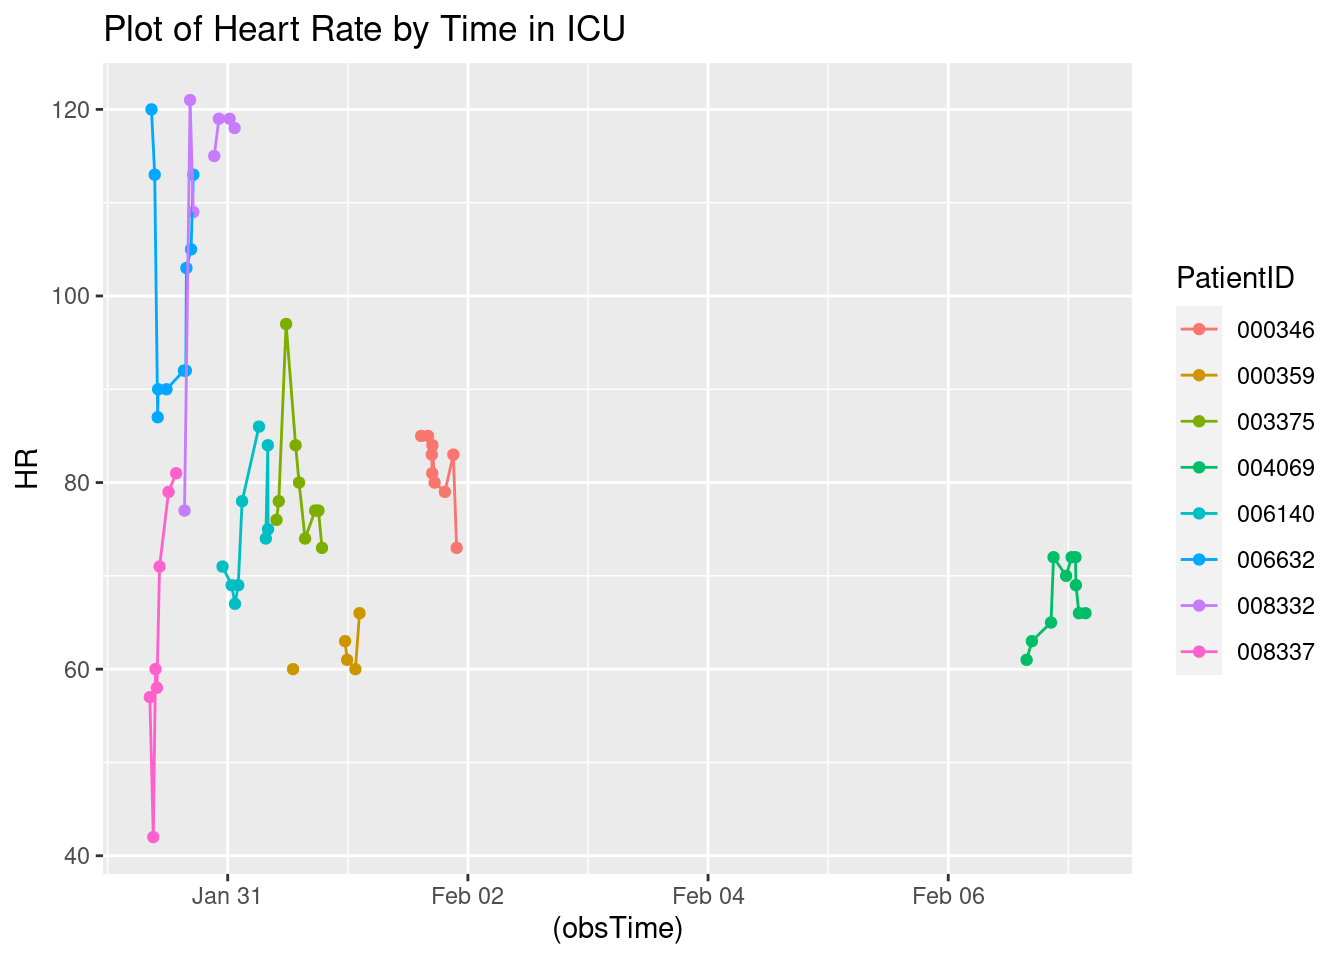 Plot of Heart Rate by Time in ICU
HR
120
100
80
60
40
Jan 31
Feb 02
Feb 04
Feb 06
(obsTime)
PatientID
000346
000359
003375
004069
006140
006632
008332
008337